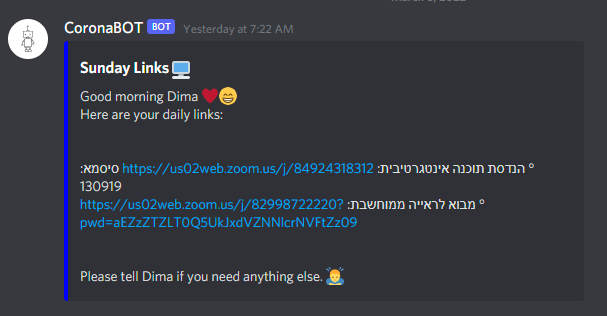 CoronaBOT BOT Yesterday at 7:22 AM
Sunday Links 🖥️
Good morning Dima ♥️😄
Here are your daily links:
° הנדסת תוכנה אינטגרטיבית: https://us02web.zoom.us/j/84924318312 סיסמא:
130919
° מבוא לראייה ממוחשבת: https://us02web.zoom.us/j/82998722220?
pwd=aEZzZTZLT0Q5UkJxdVZNNlcrNVFtZz09
Please tell Dima if you need anything else. 💆‍♂️